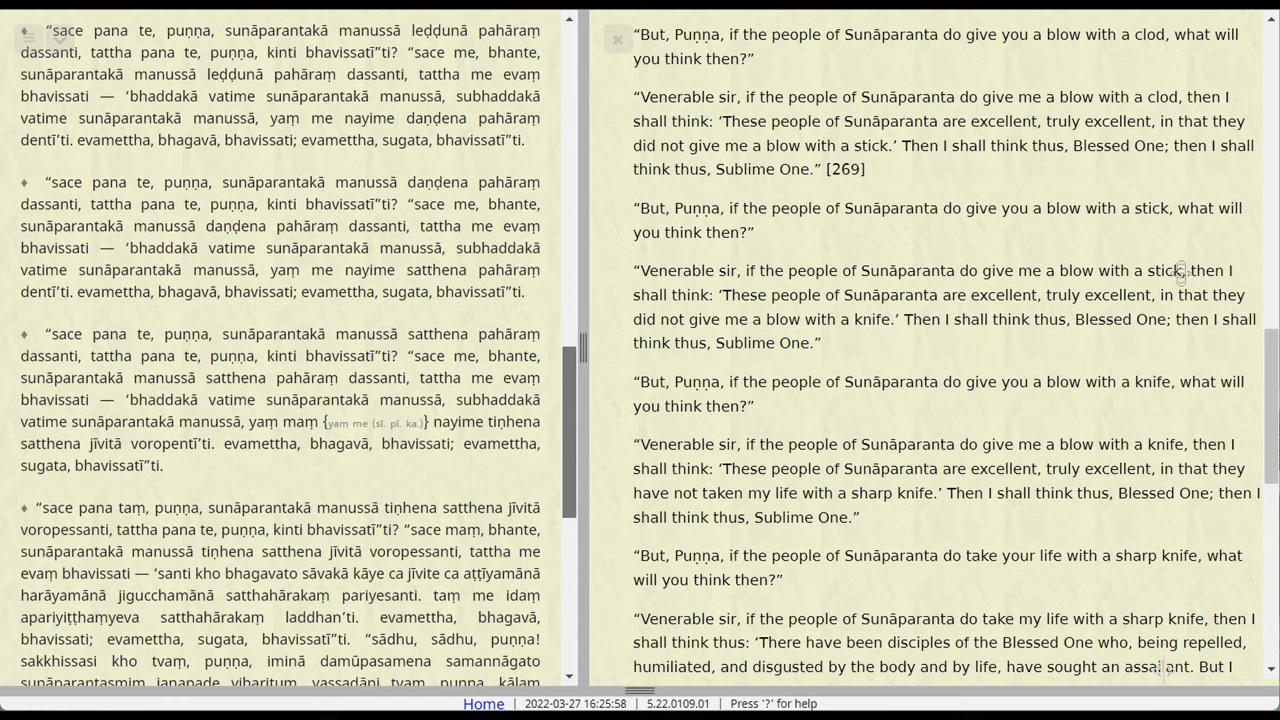 ♦ “sace pana te, puṇṇa, sunāparantakā manussā leḍḍunā pahāraṃ
dassanti, tattha pana te, puṇṇa, kinti bhavissatī”ti? “sace me, bhante,
sunāparantakā manussā leḍḍunā pahāraṃ dassanti, tattha me evaṃ
bhavissati — ‘bhaddakā vatime sunāparantakā manussā, subhaddakā
vatime sunāparantakā manussā, yaṃ me nayime daṇḍena pahāraṃ
dentī’ti. evamettha, bhagavā, bhavissati; evamettha, sugata, bhavissatī”ti.
♦ “sace pana te, puṇṇa, sunāparantakā manussā daṇḍena pahāraṃ
dassanti, tattha pana te, puṇṇa, kinti bhavissatī”ti? “sace me, bhante,
sunāparantakā manussā daṇḍena pahāraṃ dassanti, tattha me evaṃ
bhavissati — ‘bhaddakā vatime sunāparantakā manussā, subhaddakā
vatime sunāparantakā manussā, yaṃ me nayime satthena pahāraṃ
dentī’ti. evamettha, bhagavā, bhavissati; evamettha, sugata, bhavissatī”ti.
♦ “sace pana te, puṇṇa, sunāparantakā manussā satthena pahāraṃ
dassanti, tattha pana te, puṇṇa, kinti bhavissatī”ti? “sace me, bhante,
sunāparantakā manussā satthena pahāraṃ dassanti, tattha me evaṃ
bhavissati — ‘bhaddakā vatime sunāparantakā manussā, subhaddakā
vatime sunāparantakā manussā, yaṃ maṃ {yaṃ me (sī. pī. ka.)} nayime tiṇhena
satthena jīvitā voropentī’ti. evamettha, bhagavā, bhavissati; evamettha,
sugata, bhavissatī”ti.
♦ “sace pana taṃ, puṇṇa, sunāparantakā manussā tiṇhena satthena jīvitā
voropessanti, tattha pana te, puṇṇa, kinti bhavissatī”ti? “sace maṃ, bhante,
sunāparantakā manussā tiṇhena satthena jīvitā voropessanti, tattha me
evaṃ bhavissati — ‘santi kho bhagavato sāvakā kāye ca jīvite ca aṭṭīyamānā
harāyamānā jigucchamānā satthahārakaṃ pariyesanti. taṃ me idaṃ
apariyiṭṭhaṃyeva satthahārakaṃ laddhan’ti. evamettha, bhagavā,
bhavissati; evamettha, sugata, bhavissatī”ti. “sādhu, sādhu, puṇṇa!
sakkhissasi kho tvaṃ, puṇṇa, iminā damūpasamena samannāgato
sunāparantasmiṃ janapade viharituṃ. yassadāni tvaṃ, puṇṇa, kālaṃ
“But, Puṇṇa, if the people of Sunāparanta do give you a blow with a clod, what will
you think then?”
“Venerable sir, if the people of Sunāparanta do give me a blow with a clod, then I
shall think: ‘These people of Sunāparanta are excellent, truly excellent, in that they
did not give me a blow with a stick.’ Then I shall think thus, Blessed One; then I shall
think thus, Sublime One.” [269]
“But, Puṇṇa, if the people of Sunāparanta do give you a blow with a stick, what will
you think then?”
“Venerable sir, if the people of Sunāparanta do give me a blow with a stick, then I
shall think: ‘These people of Sunāparanta are excellent, truly excellent, in that they
did not give me a blow with a knife.’ Then I shall think thus, Blessed One; then I shall
think thus, Sublime One.”
“But, Puṇṇa, if the people of Sunāparanta do give you a blow with a knife, what will
you think then?”
“Venerable sir, if the people of Sunāparanta do give me a blow with a knife, then I
shall think: ‘These people of Sunāparanta are excellent, truly excellent, in that they
have not taken my life with a sharp knife.’ Then I shall think thus, Blessed One; then I
shall think thus, Sublime One.”
“But, Puṇṇa, if the people of Sunāparanta do take your life with a sharp knife, what
will you think then?”
“Venerable sir, if the people of Sunāparanta do take my life with a sharp knife, then I
shall think thus: ‘There have been disciples of the Blessed One who, being repelled,
humiliated, and disgusted by the body and by life, have sought an assailant. But I
Home | 2022-03-27 16:25:58 | 5.22.0109.01 | Press '?' for help